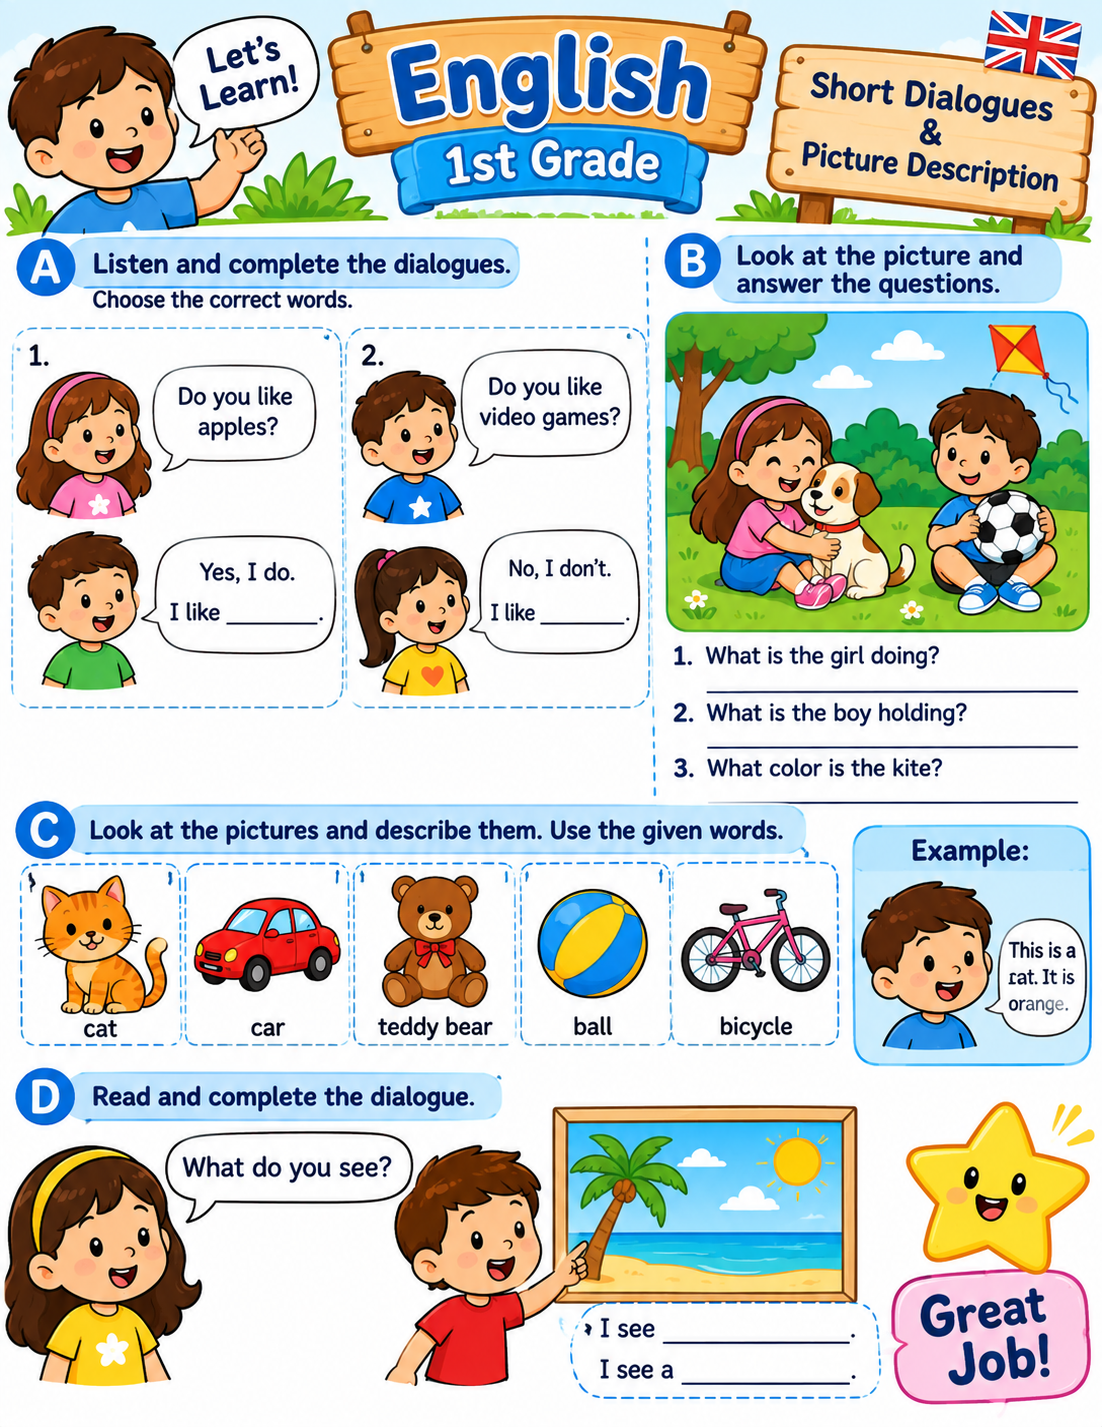 Let's
Learn!
English
1st Grade
Short Dialogues
&
Picture Description
A
Listen and complete the dialogues.
Choose the correct words.
1.
Do you like
apples?
Yes, I do.
I like ________.
2.
Do you like
video games?
No, I don't.
I like ________.
B
Look at the picture and
answer the questions.
1. What is the girl doing?
2. What is the boy holding?
3. What color is the kite?
C
Look at the pictures and describe them. Use the given words.
cat
car
teddy bear
ball
bicycle
Example:
This is a
rat. It is
orange.
D
Read and complete the dialogue.
What do you see?
I see ________________.
I see a ________________.
Great
Job!